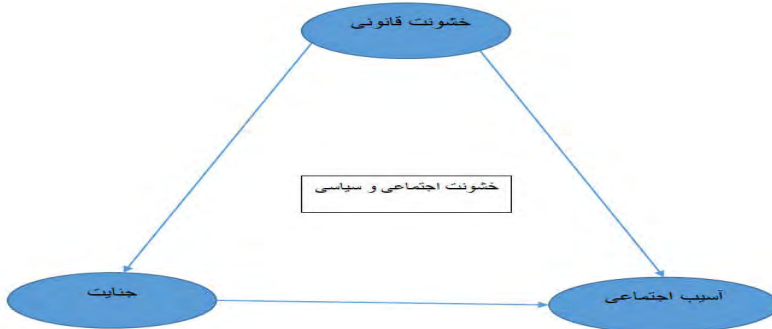 خشونت قانونی
خشونت اجتماعی و سیاسی
آسیب اجتماعی
جنایت